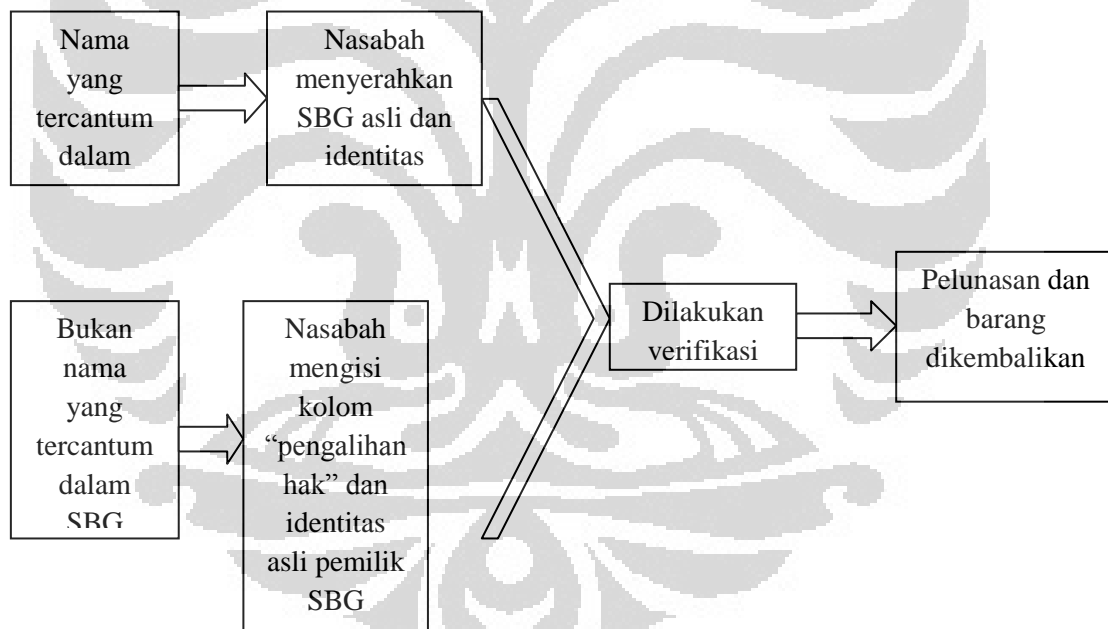 Nama
yang
tercantum
dalam
Nasabah
menyerahkan
SBG asli dan
identitas
Bukan
nama
yang
tercantum
dalam
SBG
Nasabah
mengisi
kolom
“pengalihan
hak” dan
identitas
asli pemilik
SBG
Dilakukan
verifikasi
Pelunasan dan
barang
dikembalikan